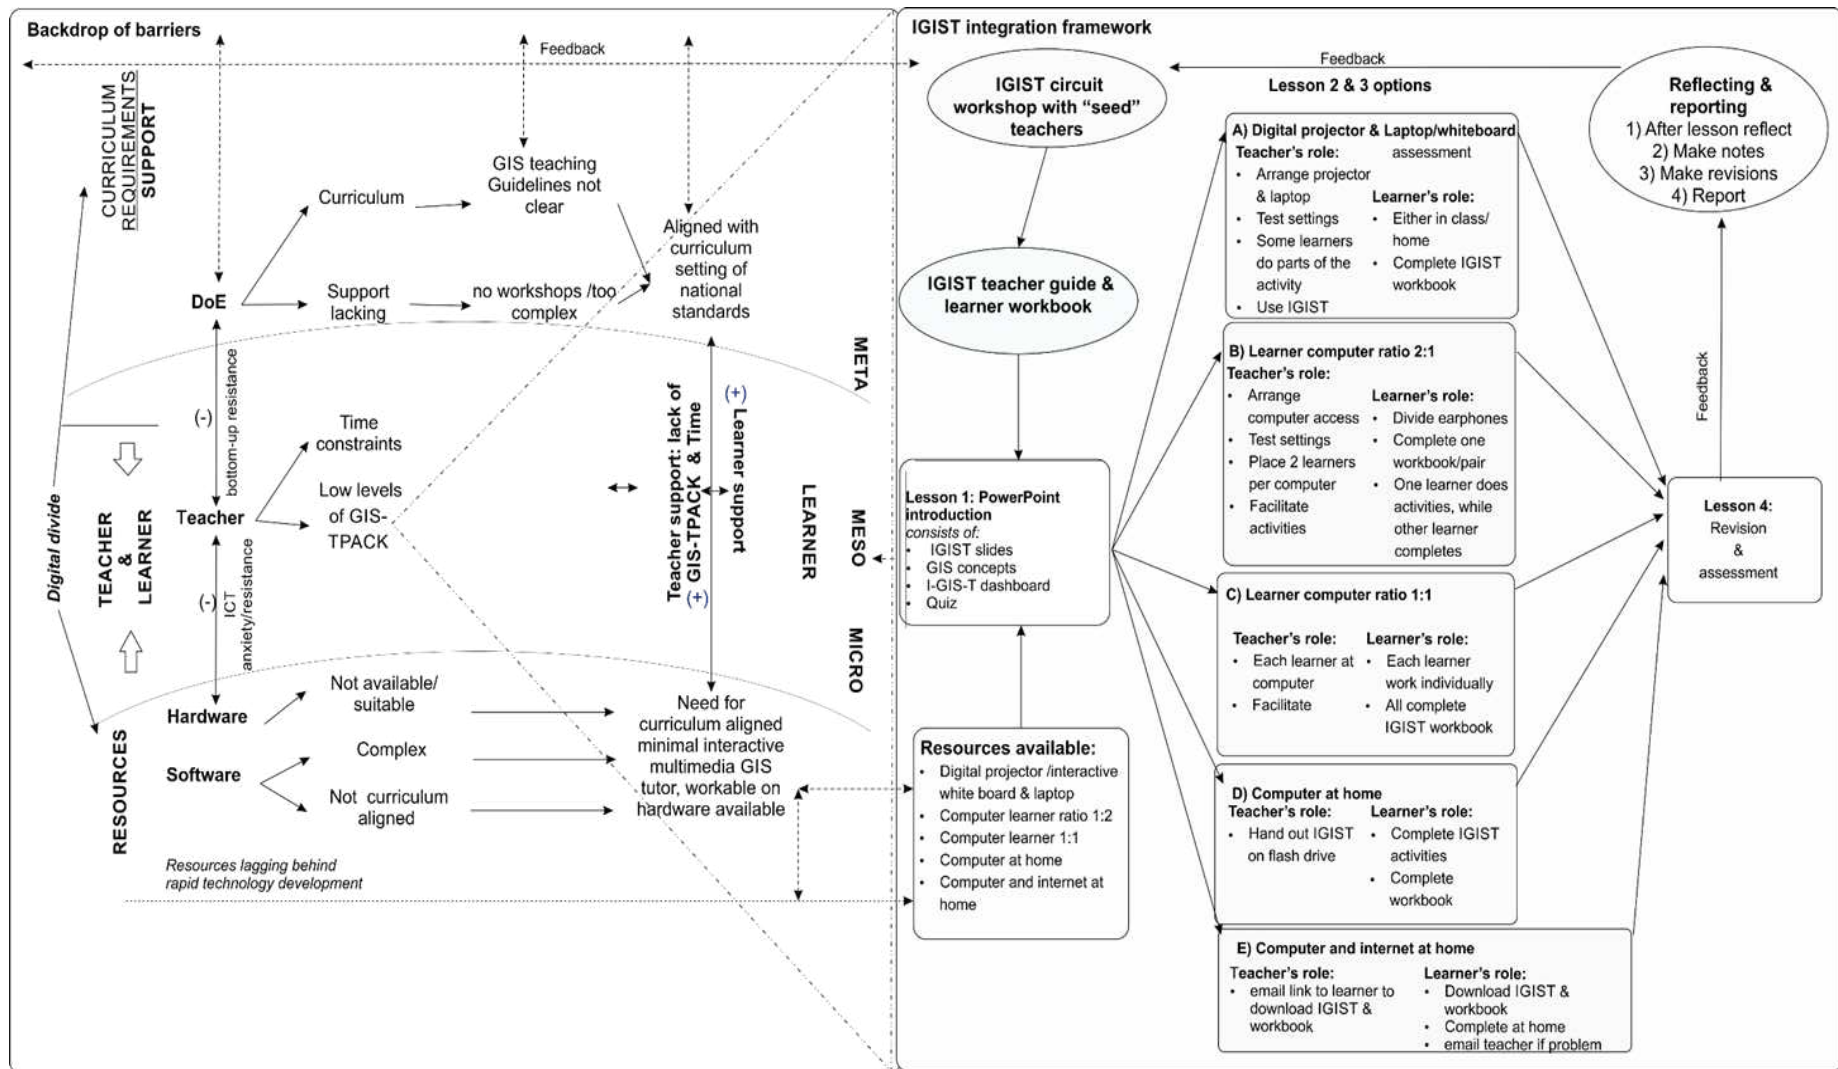 Backdrop of barriers
Feedback
CURRICULUM
REQUIREMENTS
SUPPORT
Curriculum
GIS teaching
Guidelines not
clear
Aligned with
curriculum
setting of
national
standards
DoE
Support
lacking
no workshops /too
complex
META
(-)
bottom-up resistance
Time
constraints
Low levels
of GIS-
TPACK
Teacher
Digital divide
TEACHER
&
LEARNER
(-)
ICT
anxiety/resistance
Teacher support: lack of
GIS-TPACK & Time
(+)
(+)
Learner support
LEARNER
MESO
MICRO
Hardware
Not available/
suitable
Software
Complex
Not curriculum
aligned
RESOURCES
Need for
curriculum aligned
minimal interactive
multimedia GIS
tutor, workable on
hardware available
Resources lagging behind
rapid technology development
IGIST integration framework
IGIST circuit
workshop with “seed”
teachers
IGIST teacher guide &
learner workbook
Lesson 1: PowerPoint
introduction
consists of:
• IGIST slides
• GIS concepts
• I-GIS-T dashboard
• Quiz
Resources available:
• Digital projector /interactive
white board & laptop
• Computer learner ratio 1:2
• Computer learner 1:1
• Computer at home
• Computer and internet at
home
Feedback
Lesson 2 & 3 options
A) Digital projector & Laptop/whiteboard
assessment
Teacher’s role:
• Arrange projector
& laptop
• Test settings
• Some learners
do parts of the
activity
• Use IGIST
Learner’s role:
• Either in class/
home
• Complete IGIST
workbook
B) Learner computer ratio 2:1
Teacher’s role:
• Arrange
computer access
• Test settings
• Place 2 learners
per computer
• Facilitate
activities
Learner’s role:
• Divide earphones
• Complete one
workbook/pair
• One learner does
activities, while
other learner
completes
C) Learner computer ratio 1:1
Teacher’s role:
• Each learner at
computer
• Facilitate
Learner’s role:
• Each learner
work individually
• All complete
IGIST workbook
D) Computer at home
Teacher’s role:
• Hand out IGIST
on flash drive
Learner’s role:
• Complete IGIST
activities
• Complete
workbook
E) Computer and internet at home
Teacher’s role:
• email link to learner to
download IGIST &
workbook
Learner’s role:
• Download IGIST &
workbook
• Complete at home
• email teacher if problem
Reflecting &
reporting
1) After lesson reflect
2) Make notes
3) Make revisions
4) Report
Feedback
Lesson 4:
Revision
&
assessment